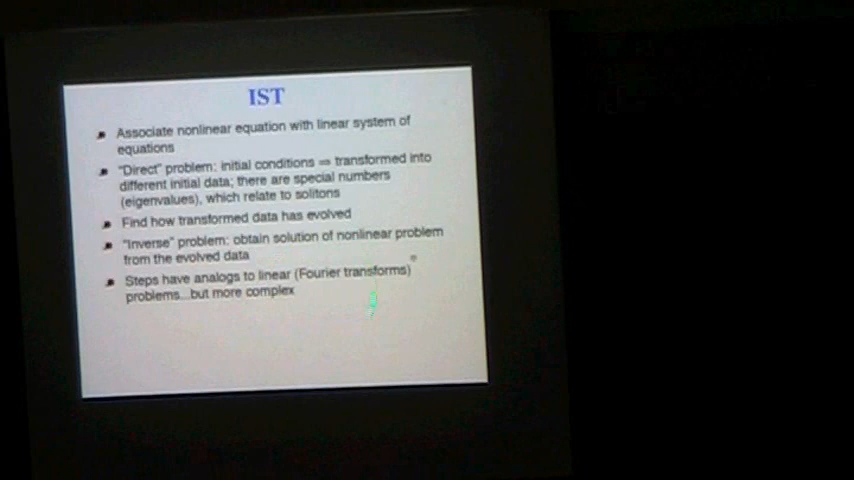 IST
Associate nonlinear equation with linear system of
equations
"Direct" problem: initial conditions ⇒ transformed into
different initial data; there are special numbers
(eigenvalues), which relate to solitons
Find how transformed data has evolved
"Inverse" problem: obtain solution of nonlinear problem
from the evolved data
Steps have analogs to linear (Fourier transforms)
problems...but more complex